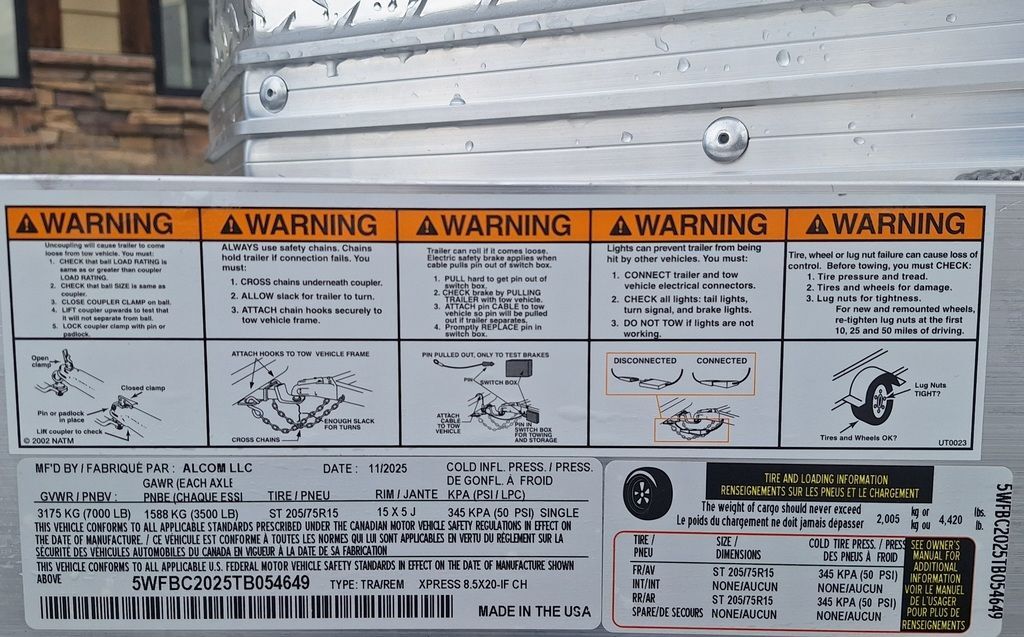 WARNING
Uncoupling will cause trailer to come
loose from tow vehicle. You must:
1. CHECK that ball LOAD RATING is
same as or greater than coupler
LOAD RATING.
2. CHECK that ball SIZE is same as
coupler.
3. CLOSE COUPLER CLAMP on ball.
4. LIFT coupler upwards to test that
it will not separate from ball.
5. LOCK coupler clamp with pin or
padlock.
Open
clamp
Closed clamp
Pin or padlock
in place
Lift coupler to check
© 2002 NATM
WARNING
ALWAYS use safety chains. Chains
hold trailer if connection fails. You
must:
1. CROSS chains underneath coupler.
2. ALLOW slack for trailer to turn.
3. ATTACH chain hooks securely to
tow vehicle frame.
ATTACH HOOKS TO TOW VEHICLE FRAME
ENOUGH SLACK
FOR TURNS
CROSS CHAINS
WARNING
Trailer can roll if it comes loose.
Electric safety brake applies when
cable pulls pin out of switch box.
1. PULL hard to get pin out of
switch box.
2. CHECK brake by PULLING
TRAILER with tow vehicle.
3. ATTACH pin CABLE to tow
vehicle so pin will be pulled
out if trailer separates.
4. Promptly REPLACE pin in
switch box.
PIN PULLED OUT, ONLY TO TEST BRAKES
PIN
SWITCH BOX
ATTACH
CABLE
TO TOW
VEHICLE
PIN IN
SWITCH BOX
FOR TOWING
AND STORAGE
WARNING
Lights can prevent trailer from being
hit by other vehicles. You must:
1. CONNECT trailer and tow
vehicle electrical connectors.
2. CHECK all lights: tail lights,
turn signal, and brake lights.
3. DO NOT TOW if lights are not
working.
DISCONNECTED CONNECTED
WARNING
Tire, wheel or lug nut failure can cause loss of
control. Before towing, you must CHECK:
1. Tire pressure and tread.
2. Tires and wheels for damage.
3. Lug nuts for tightness.
For new and remounted wheels,
re-tighten lug nuts at the first
10, 25 and 50 miles of driving.
Lug Nuts
TIGHT?
Tires and Wheels OK?
UT0023
MF'D BY / FABRIQUÉ PAR : ALCOM LLC DATE : 11/2025 COLD INFL. PRESS. / PRESS.
GAWR (EACH AXLE DE GONFL. À FROID
GVWR / PNBV : PNBE (CHAQUE ESSI TIRE / PNEU RIM / JANTE KPA (PSI / LPC)
3175 KG (7000 LB) 1588 KG (3500 LB) ST 205/75R15 15 X 5 J 345 KPA (50 PSI) SINGLE
THIS VEHICLE CONFORMS TO ALL APPLICABLE STANDARDS PRESCRIBED UNDER THE CANADIAN MOTOR VEHICLE SAFETY REGULATIONS IN EFFECT ON
THE DATE OF MANUFACTURE. / CE VÉHICULE EST CONFORME À TOUTES LES NORMES QUI LUI SONT APPLICABLES EN VERTU DU RÈGLEMENT SUR LA
SÉCURITÉ DES VÉHICULES AUTOMOBILES DU CANADA EN VIGUEUR À LA DATE DE SA FABRICATION
THIS VEHICLE CONFORMS TO ALL APPLICABLE U.S. FEDERAL MOTOR VEHICLE SAFETY STANDARDS IN EFFECT ON THE DATE OF MANUFACTURE SHOWN
ABOVE 5WFBC2025TB054649 TYPE: TRA/REM XPRESS 8.5X20-IF CH
MADE IN THE USA
TIRE AND LOADING INFORMATION
RENSEIGNEMENTS SUR LES PNEUS ET LE CHARGEMENT
The weight of cargo should never exceed
Le poids du chargement ne doit jamais dépasser 2,005 kg or kg ou 4,420 lbs. lb.
TIRE / SIZE / COLD TIRE PRESS./ PRESS
PNEU DIMENSIONS DES PNEUS À FROID
FR/AV ST 205/75R15 345 KPA (50 PSI)
INT/INT NONE/AUCUN NONE/AUCUN
RR/AR ST 205/75R15 345 KPA (50 PSI)
SPARE/DE SECOURS NONE/AUCUN NONE/AUCUN
SEE OWNER'S
MANUAL FOR
ADDITIONAL
INFORMATION
VOIR LE MANUEL
DE L'USAGER
POUR PLUS DE
RENSEIGNEMENTS
5WFBC2025TB054649